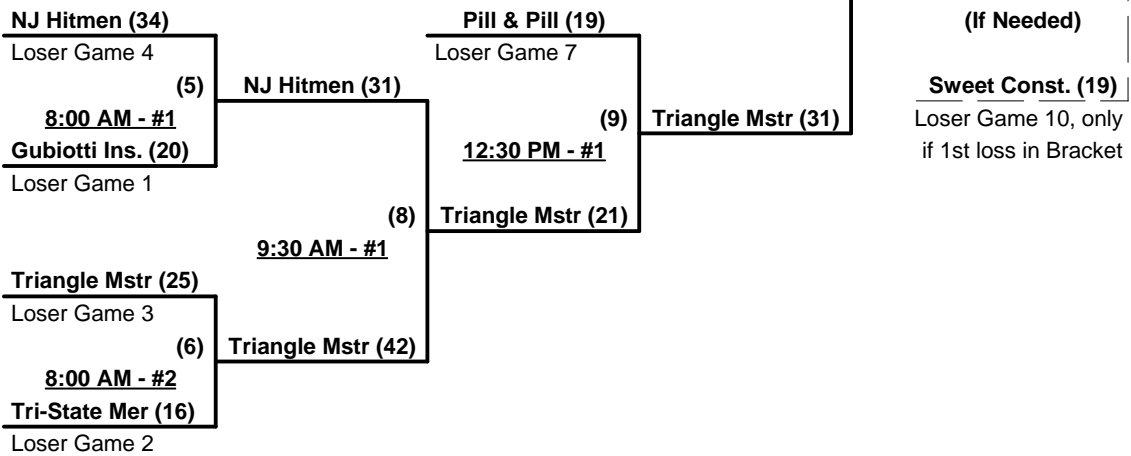 NJ Hitmen (34)
Loser Game 4
(5)
8:00 AM - #1
Gubiotti Ins. (20)
Loser Game 1
NJ Hitmen (31)
(8)
9:30 AM - #1
Triangle Mstr (25)
Loser Game 3
(6)
8:00 AM - #2
Tri-State Mer (16)
Loser Game 2
Triangle Mstr (42)
Pill & Pill (19)
Loser Game 7
(9)
12:30 PM - #1
Triangle Mstr (21)
Triangle Mstr (31)
(If Needed)
Sweet Const. (19)
Loser Game 10, only
if 1st loss in Bracket